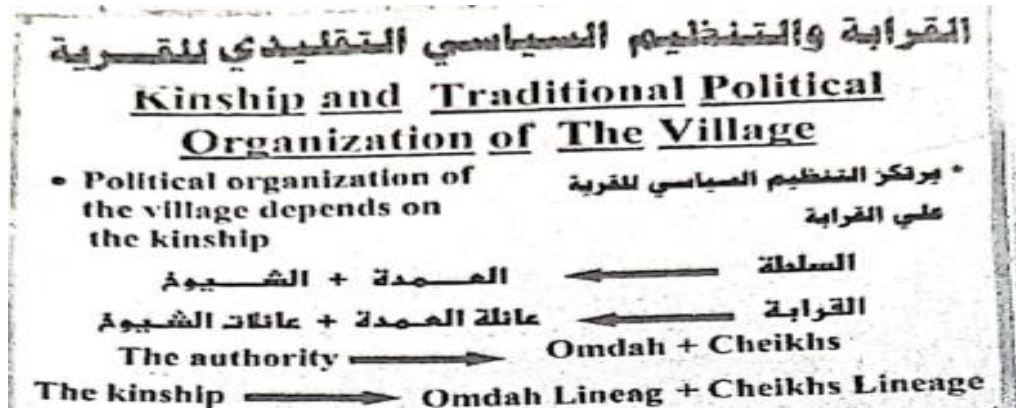 القرابة والتنظيم السياسي التقليدي للقرية
Kinship and Traditional Political
Organization of The Village
• Political organization of
the village depends on
the kinship
* يرتكز التنظيم السياسي للقرية
علي القرابة
السلطة ← العمدة + الشيوخ
القرابة ← عائلة العمدة + عائلات الشيوخ
The authority → Omdah + Cheikhs
The kinship → Omdah Lineag + Cheikhs Lineage